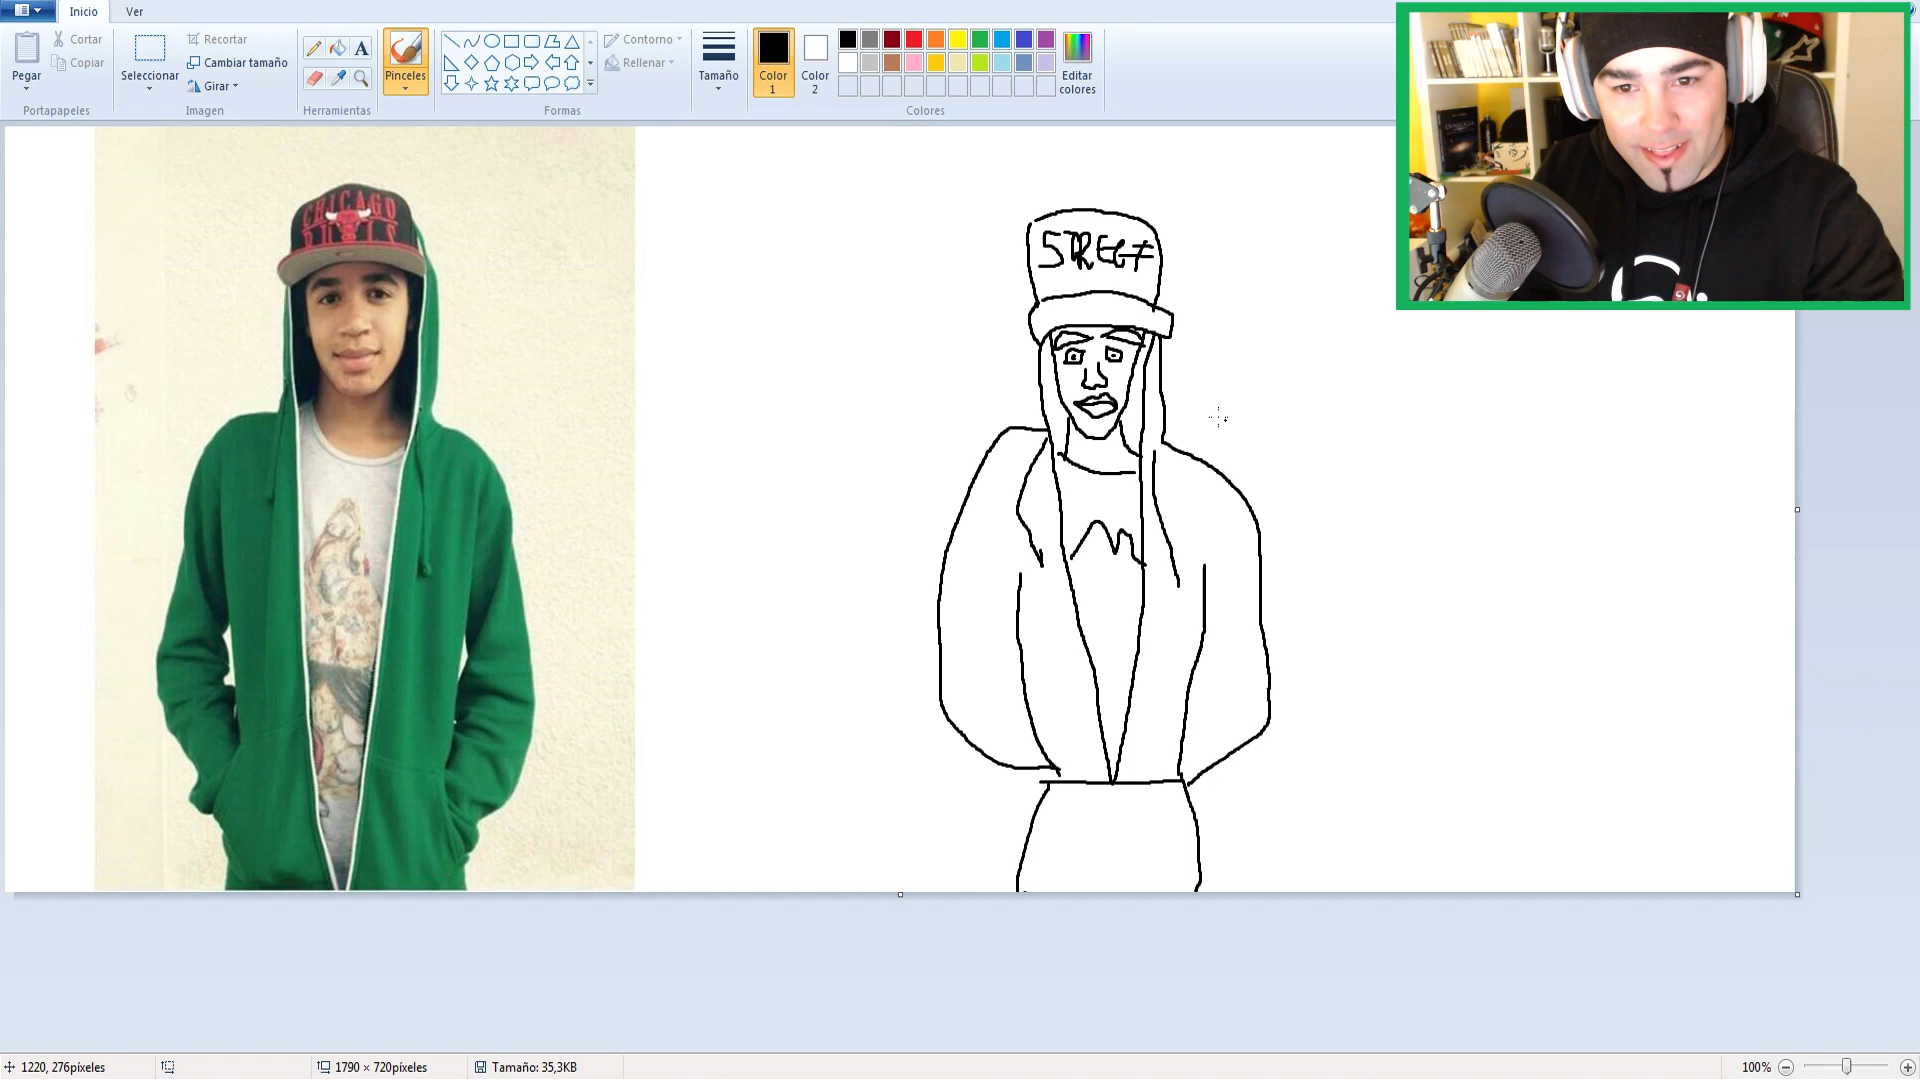 Inicio
Ver
Pegar
Cortar
Copiar
Portapapeles
Seleccionar
Recortar
Cambiar tamaño
Girar
Imagen
A
Herramientas
Pinceles
Formas
Contorno
Rellenar
Tamaño
Color
1
Color
2
Editar
colores
Colores
CHICAGO
BULLS
STREET
1220, 276píxeles
1790 × 720píxeles
Tamaño: 35,3KB
100%